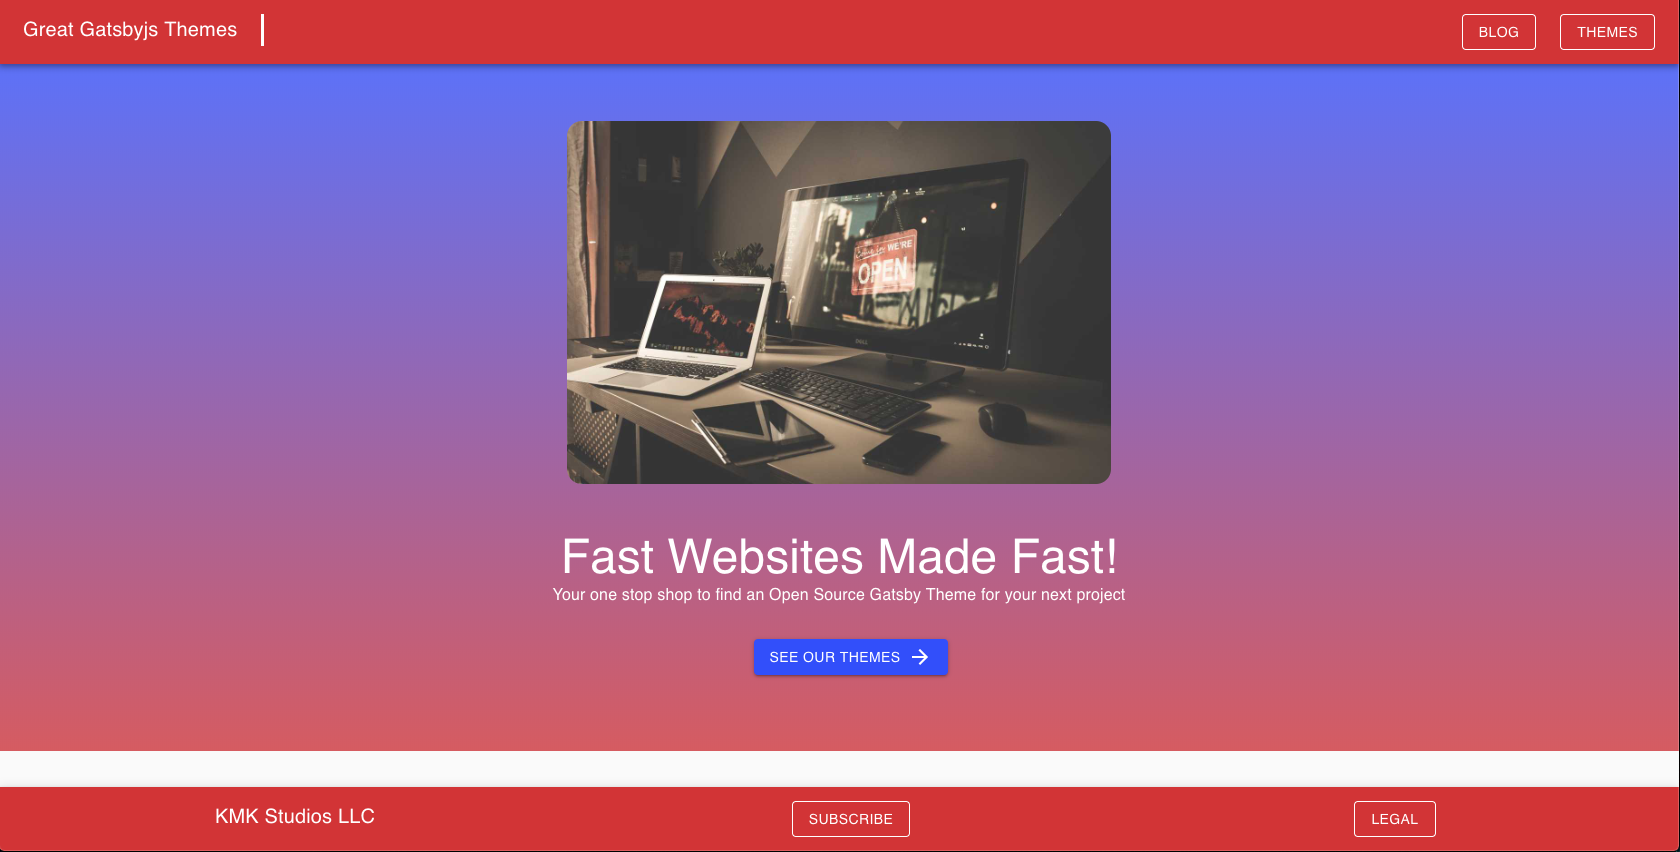 Great Gatsbyjs Themes
BLOG
THEMES
WE'RE
OPEN
DELL
Fast Websites Made Fast!
Your one stop shop to find an Open Source Gatsby Theme for your next project
SEE OUR THEMES
KMK Studios LLC
SUBSCRIBE
LEGAL